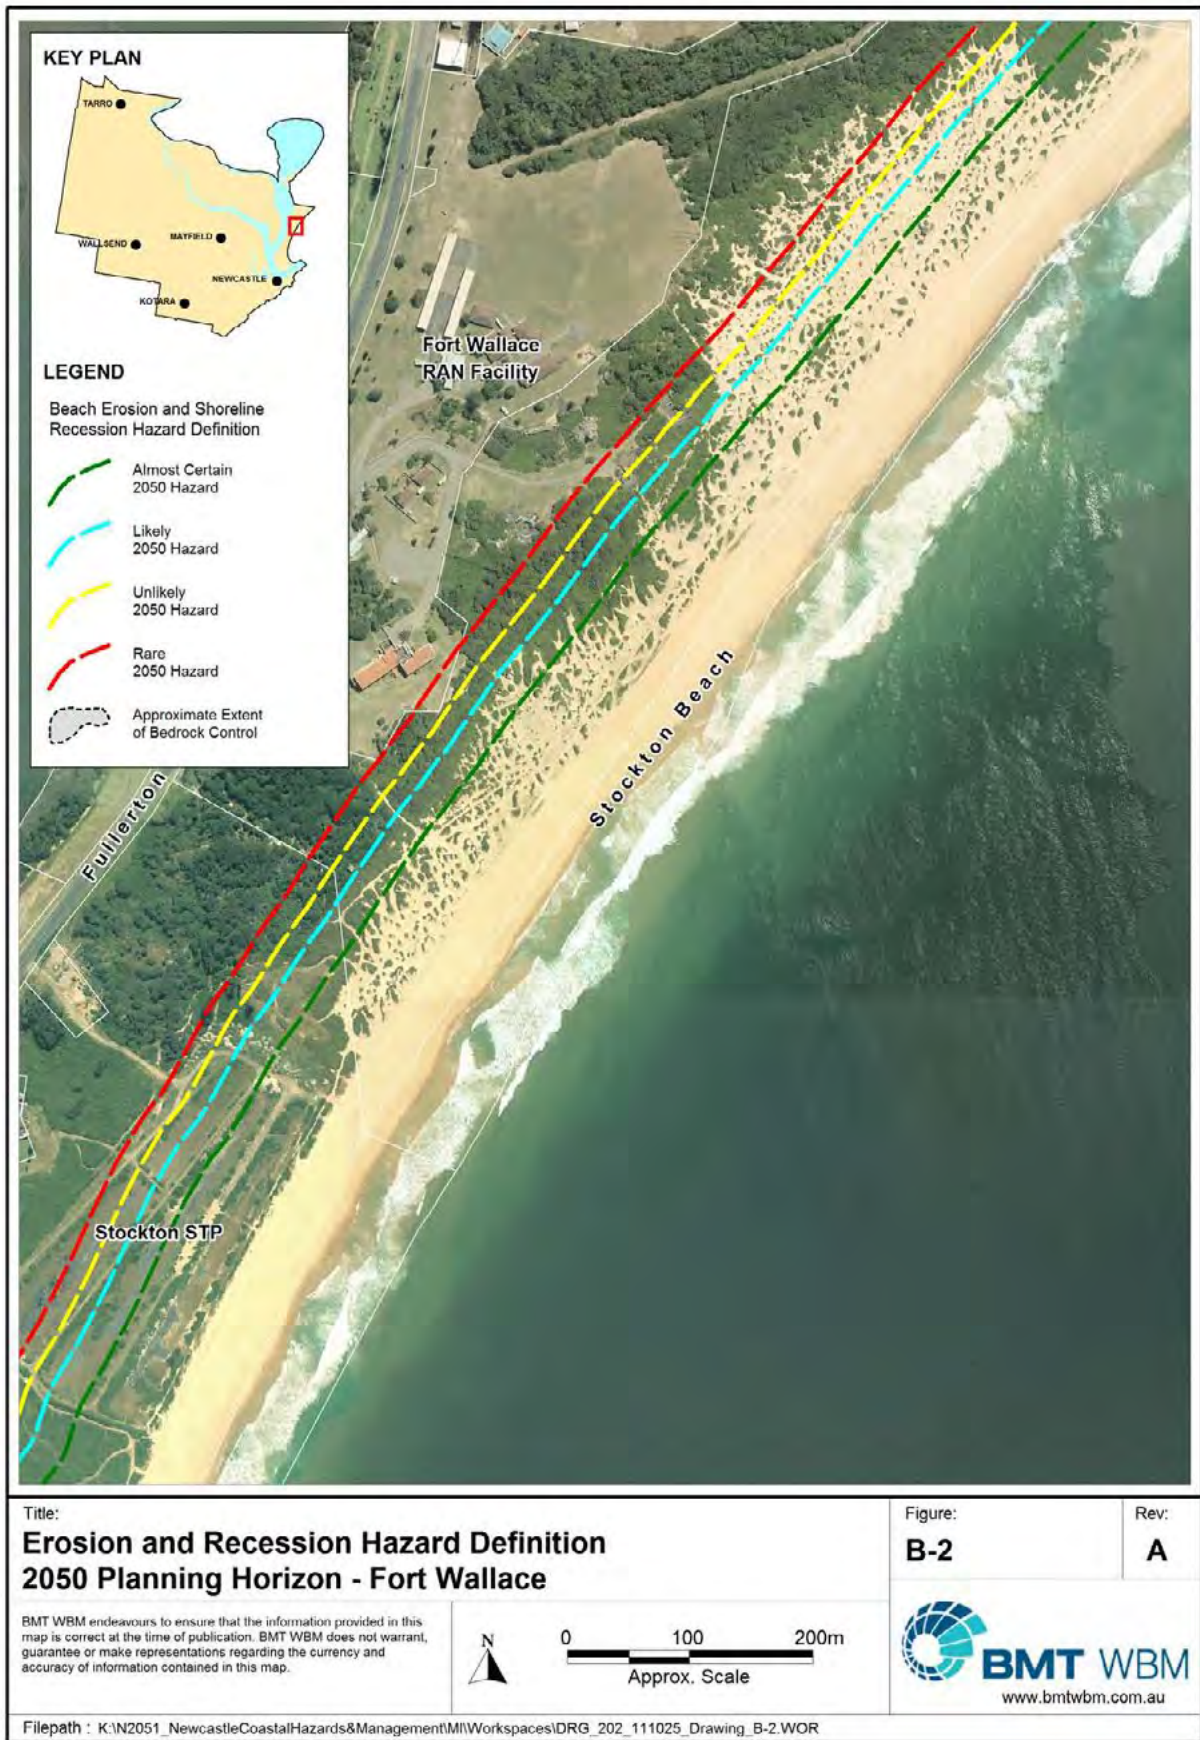 KEY PLAN
TARRO
WALLSEND
MAYFIELD
NEWCASTLE
KOTARA
LEGEND
Beach Erosion and Shoreline
Recession Hazard Definition
Almost Certain
2050 Hazard
Likely
2050 Hazard
Unlikely
2050 Hazard
Rare
2050 Hazard
Approximate Extent
of Bedrock Control
Fort Wallace
RAN Facility
Stockton Beach
Fullerton
Stockton STP
Title:
Erosion and Recession Hazard Definition
2050 Planning Horizon - Fort Wallace
Figure:
B-2
Rev:
A
BMT WBM endeavours to ensure that the information provided in this
map is correct at the time of publication. BMT WBM does not warrant,
guarantee or make representations regarding the currency and
accuracy of information contained in this map.
N
0 100 200m
Approx. Scale
BMT WBM
www.bmtwbm.com.au
Filepath : K:\N2051_NewcastleCoastalHazards&Management\MI\Workspaces\DRG_202_111025_Drawing_B-2.WOR